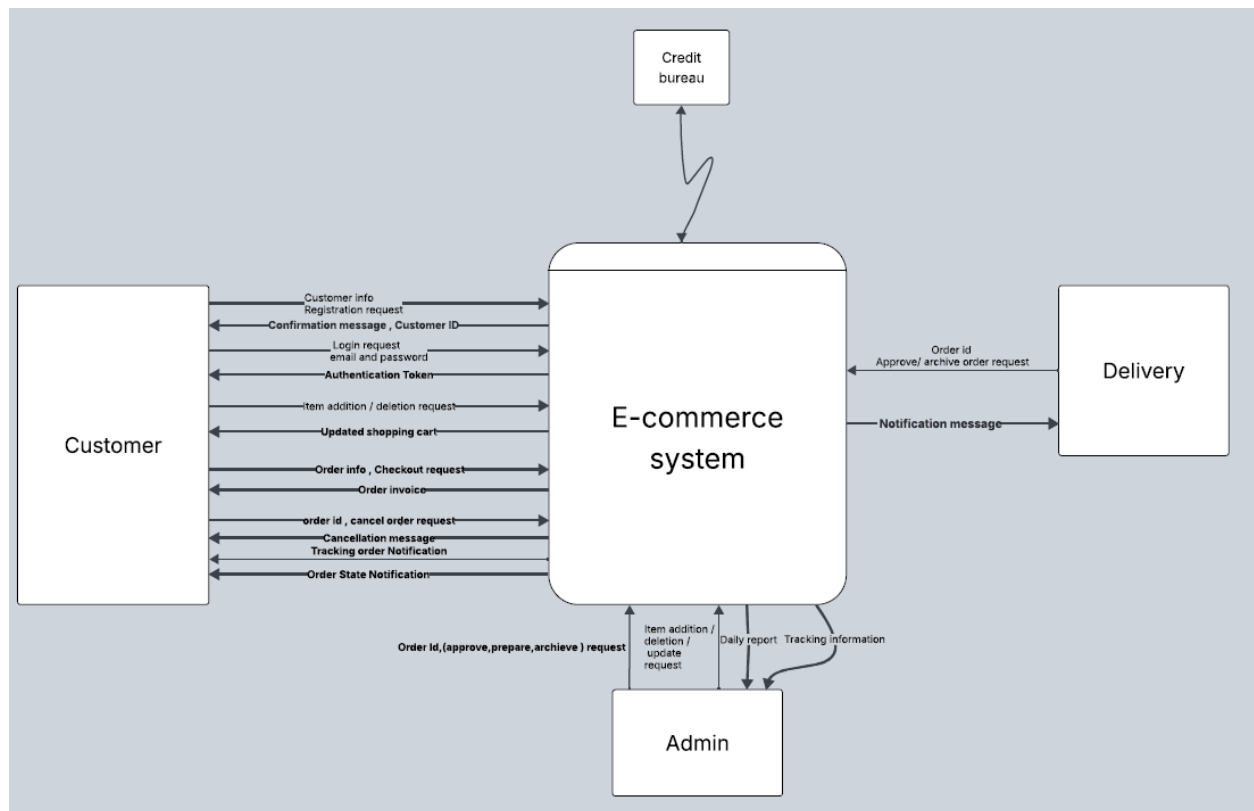 Credit
bureau
Customer info
Registration request
Confirmation message , Customer ID
Login request
email and password
Authentication Token
Item addition / deletion request
Updated shopping cart
Order info , Checkout request
Order invoice
order id , cancel order request
Cancellation message
Tracking order Notification
Order State Notification
Customer
E-commerce
system
Order id
Approve/ archive order request
Notification message
Delivery
Order Id,(approve,prepare,archieve ) request
Item addition /
deletion /
update
request
Daily report
Tracking information
Admin